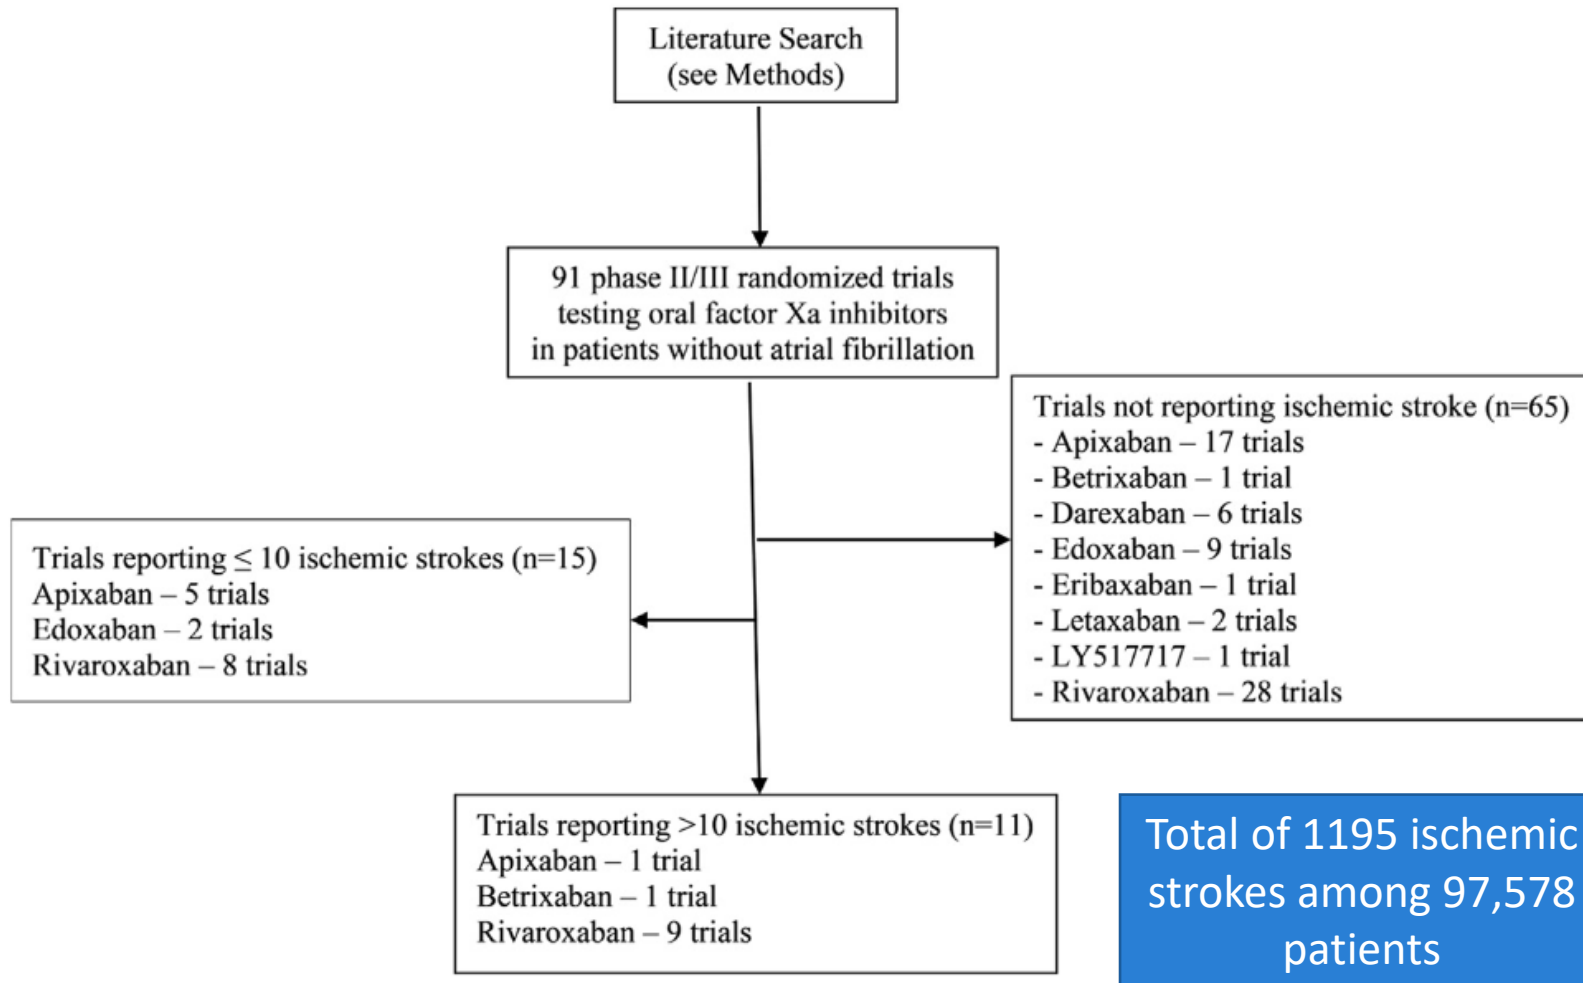 Literature Search
(see Methods)
91 phase II/III randomized trials
testing oral factor Xa inhibitors
in patients without atrial fibrillation
Trials not reporting ischemic stroke (n=65)
- Apixaban – 17 trials
- Betrixaban – 1 trial
- Darexaban – 6 trials
- Edoxaban – 9 trials
- Eribaxaban – 1 trial
- Letaxaban – 2 trials
- LY517717 – 1 trial
- Rivaroxaban – 28 trials
Trials reporting ≤ 10 ischemic strokes (n=15)
Apixaban – 5 trials
Edoxaban – 2 trials
Rivaroxaban – 8 trials
Trials reporting >10 ischemic strokes (n=11)
Apixaban – 1 trial
Betrixaban – 1 trial
Rivaroxaban – 9 trials
Total of 1195 ischemic
strokes among 97,578
patients